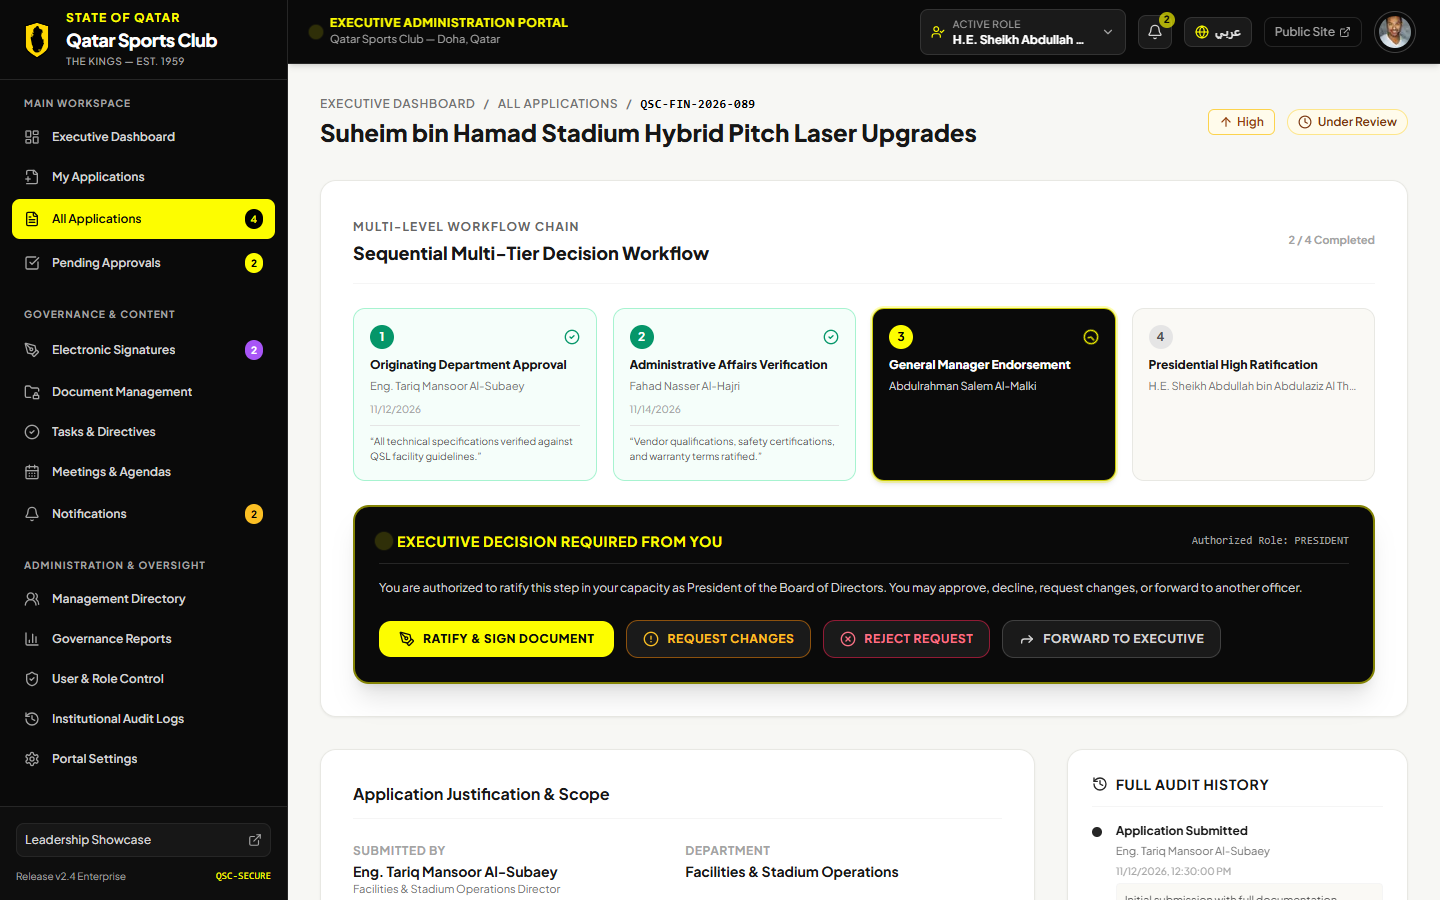 STATE OF QATAR
Qatar Sports Club
THE KINGS — EST. 1959
MAIN WORKSPACE
Executive Dashboard
My Applications
All Applications
4
Pending Approvals
2
GOVERNANCE & CONTENT
Electronic Signatures
2
Document Management
Tasks & Directives
Meetings & Agendas
Notifications
2
ADMINISTRATION & OVERSIGHT
Management Directory
Governance Reports
User & Role Control
Institutional Audit Logs
Portal Settings
Leadership Showcase
Release v2.4 Enterprise
QSC-SECURE
EXECUTIVE ADMINISTRATION PORTAL
Qatar Sports Club — Doha, Qatar
ACTIVE ROLE
H.E. Sheikh Abdullah ...
2
عربي
Public Site
EXECUTIVE DASHBOARD / ALL APPLICATIONS / QSC-FIN-2026-089
Suheim bin Hamad Stadium Hybrid Pitch Laser Upgrades
High
Under Review
MULTI-LEVEL WORKFLOW CHAIN
Sequential Multi-Tier Decision Workflow
2 / 4 Completed
1
Originating Department Approval
Eng. Tariq Mansoor Al-Subaey
11/12/2026
"All technical specifications verified against
QSL facility guidelines."
2
Administrative Affairs Verification
Fahad Nasser Al-Hajri
11/14/2026
"Vendor qualifications, safety certifications,
and warranty terms ratified."
3
General Manager Endorsement
Abdulrahman Salem Al-Malki
4
Presidential High Ratification
H.E. Sheikh Abdullah bin Abdulaziz Al Th...
EXECUTIVE DECISION REQUIRED FROM YOU
Authorized Role: PRESIDENT
You are authorized to ratify this step in your capacity as President of the Board of Directors. You may approve, decline, request changes, or forward to another officer.
RATIFY & SIGN DOCUMENT
REQUEST CHANGES
REJECT REQUEST
FORWARD TO EXECUTIVE
Application Justification & Scope
SUBMITTED BY
Eng. Tariq Mansoor Al-Subaey
Facilities & Stadium Operations Director
DEPARTMENT
Facilities & Stadium Operations
FULL AUDIT HISTORY
Application Submitted
Eng. Tariq Mansoor Al-Subaey
11/12/2026, 12:30:00 PM
Initial submission with full documentation